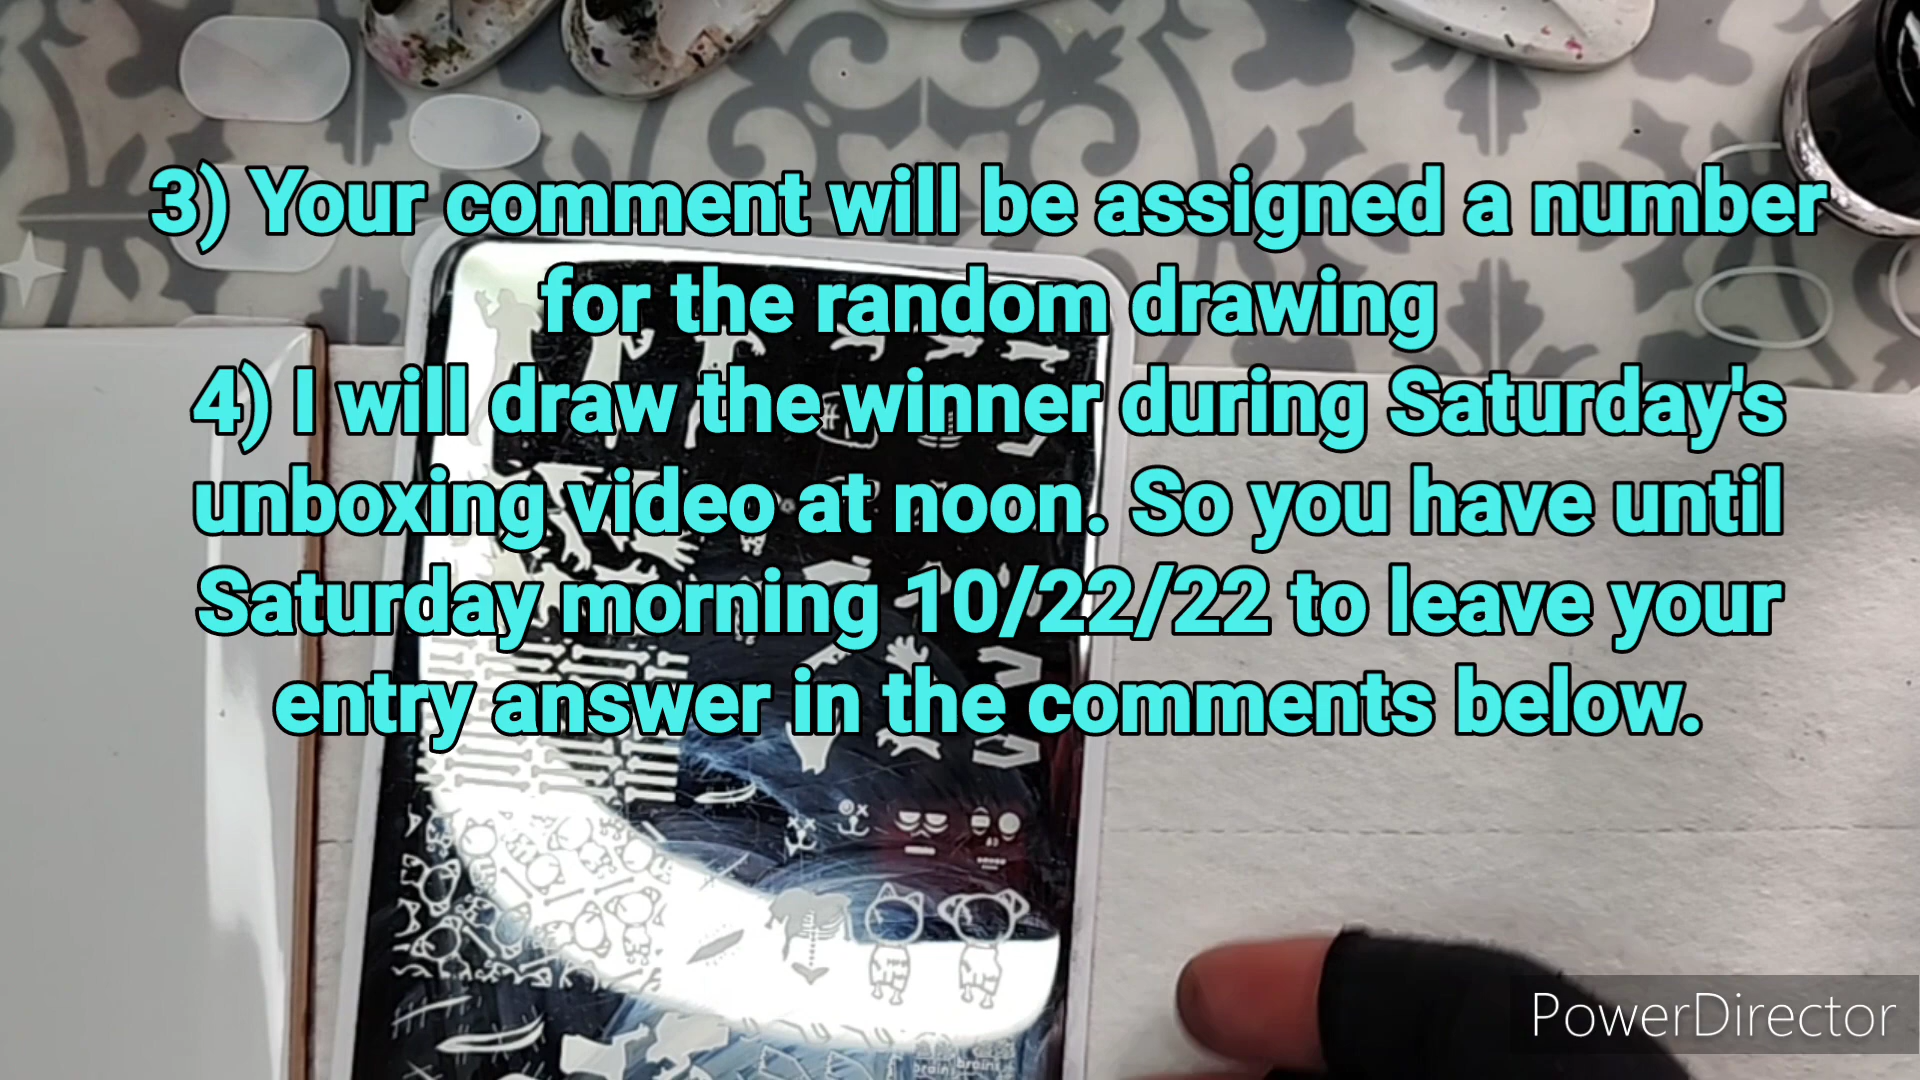 3) Your comment will be assigned a number
for the random drawing
4) I will draw the winner during Saturday's
unboxing video at noon. So you have until
Saturday morning 10/22/22 to leave your
entry answer in the comments below.
PowerDirector
brains brains